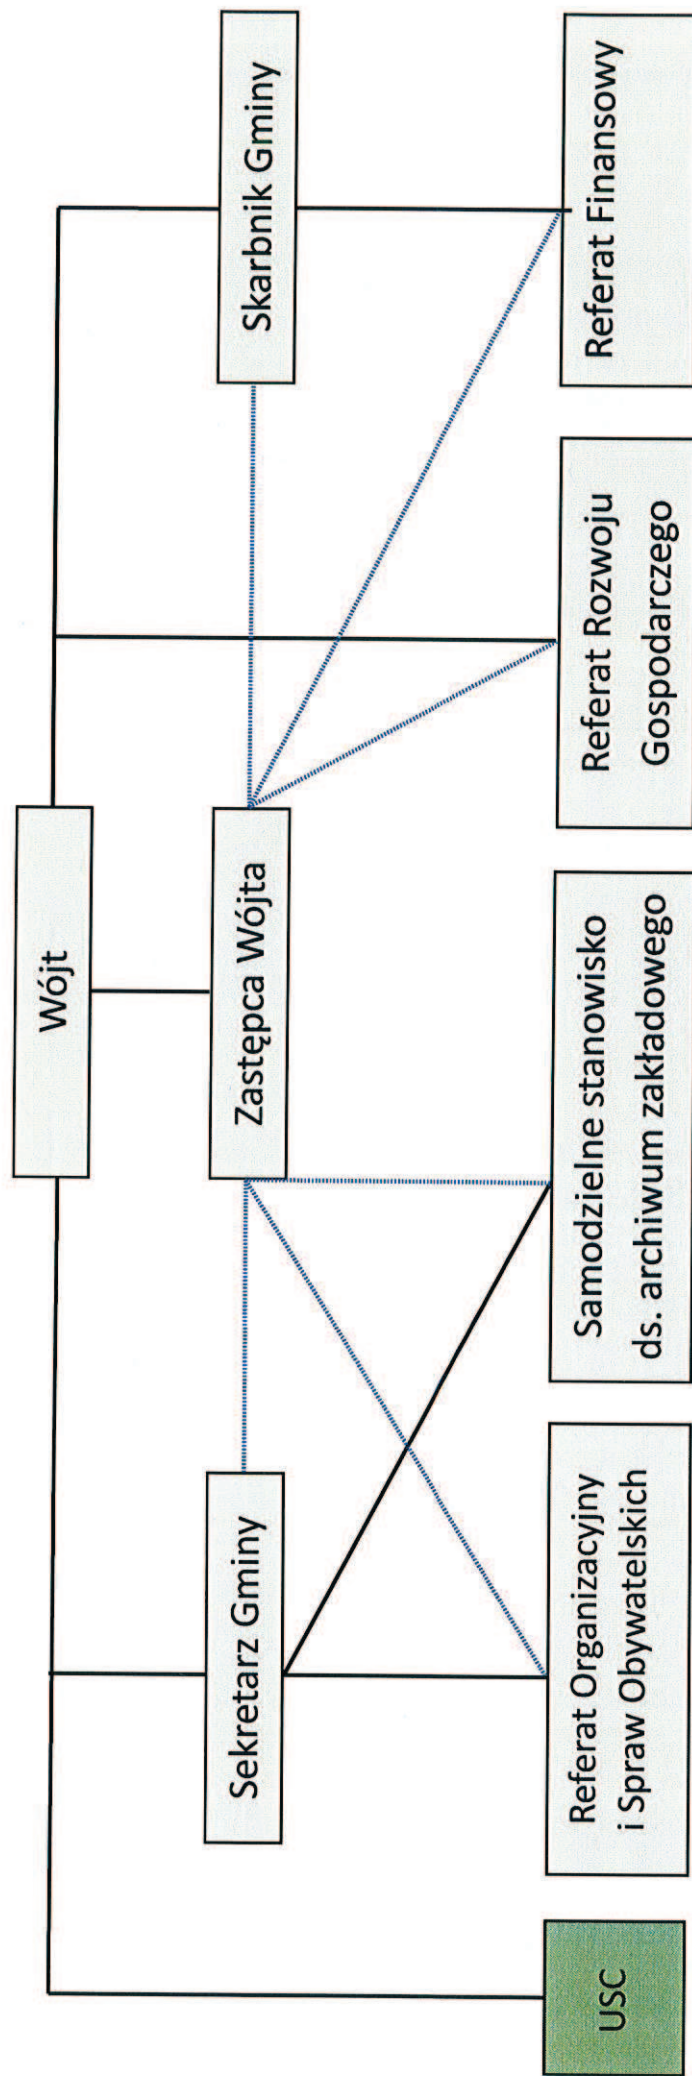 Wójt
Zastępca Wójta
Sekretarz Gminy
Skarbnik Gminy
USC
Referat Organizacyjny
i Spraw Obywatelskich
Samodzielne stanowisko
ds. archiwum zakładowego
Referat Rozwoju
Gospodarczego
Referat Finansowy